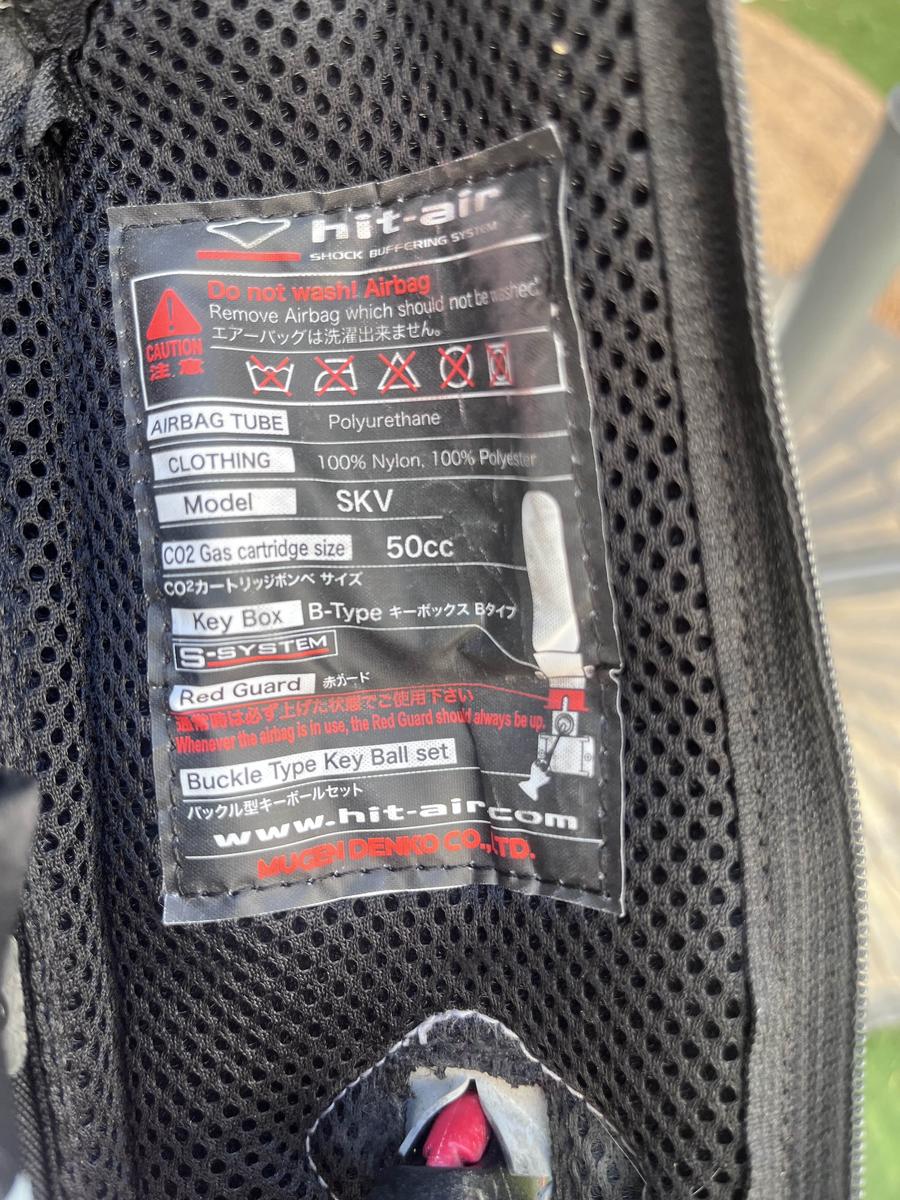 hit-air
SHOCK BUFFERING SYSTEM
Do not wash! Airbag
Remove Airbag which should not be washed.
エアーバッグは洗濯出来ません。
CAUTION
注意
AIRBAG TUBE Polyurethane
CLOTHING 100% Nylon, 100% Polyester
Model SKV
CO2 Gas cartridge size 50cc
CO2カートリッジボンベ サイズ
Key Box B-Type キーボックス Bタイプ
S-SYSTEM
Red Guard 赤ガード
通常時は必ず上げた状態でご使用下さい
Whenever the airbag is in use, the Red Guard should always be up.
Buckle Type Key Ball set
バックル型キーボールセット
www.hit-air.com
MUGEN DENKO CO.,LTD.